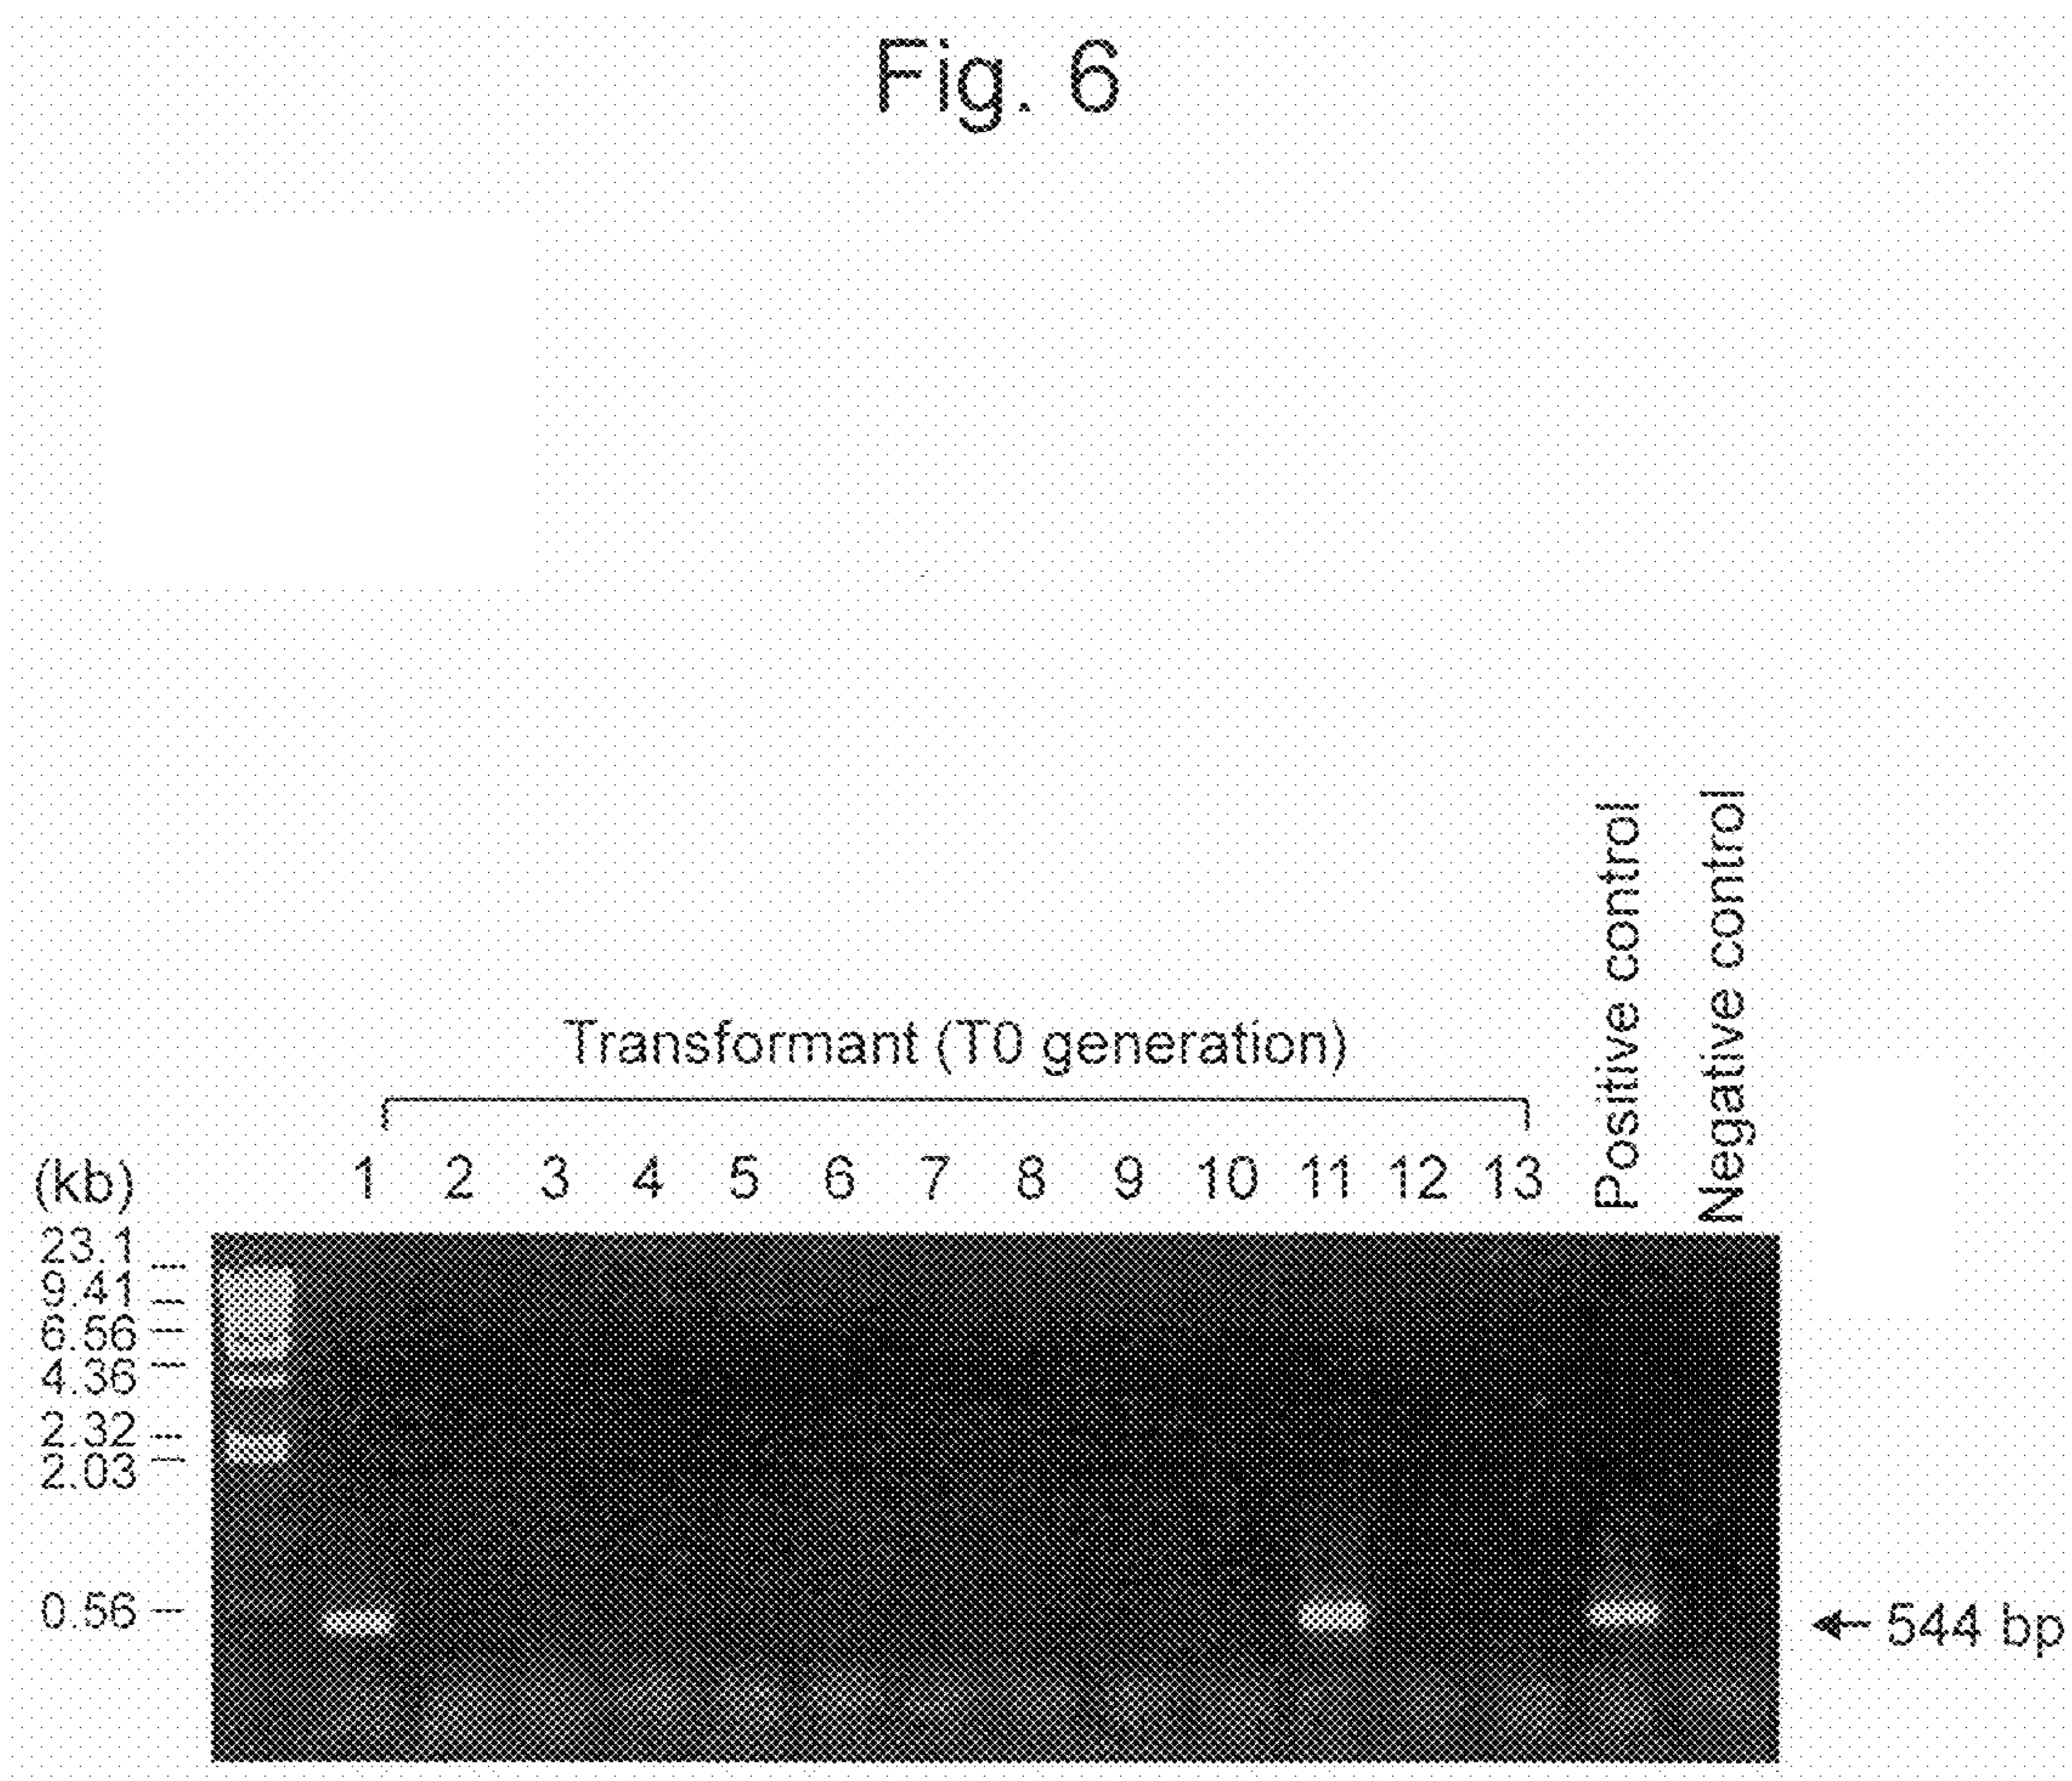 Fig. 6
Positive control
Negative control
Transformant (T0 generation)
(kb)
1 2 3 4 5 6 7 8 9 10 11 12 13
23.1
9.41
6.56
4.36
2.32
2.03
0.56
544 bp